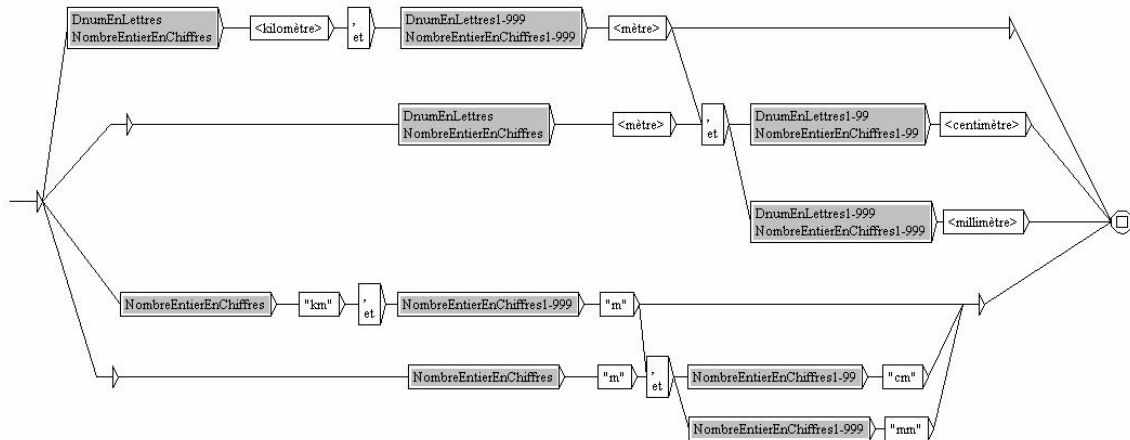 DnumEnLettres
NombreEntierEnChiffres
<kilomètre>
,
et
DnumEnLettres1-999
NombreEntierEnChiffres1-999
<mètre>
DnumEnLettres
NombreEntierEnChiffres
<mètre>
,
et
DnumEnLettres1-99
NombreEntierEnChiffres1-99
<centimètre>
DnumEnLettres1-999
NombreEntierEnChiffres1-999
<millimètre>
NombreEntierEnChiffres
"km"
,
et
NombreEntierEnChiffres1-999
"m"
NombreEntierEnChiffres
"m"
,
et
NombreEntierEnChiffres1-99
"cm"
NombreEntierEnChiffres1-999
"mm"